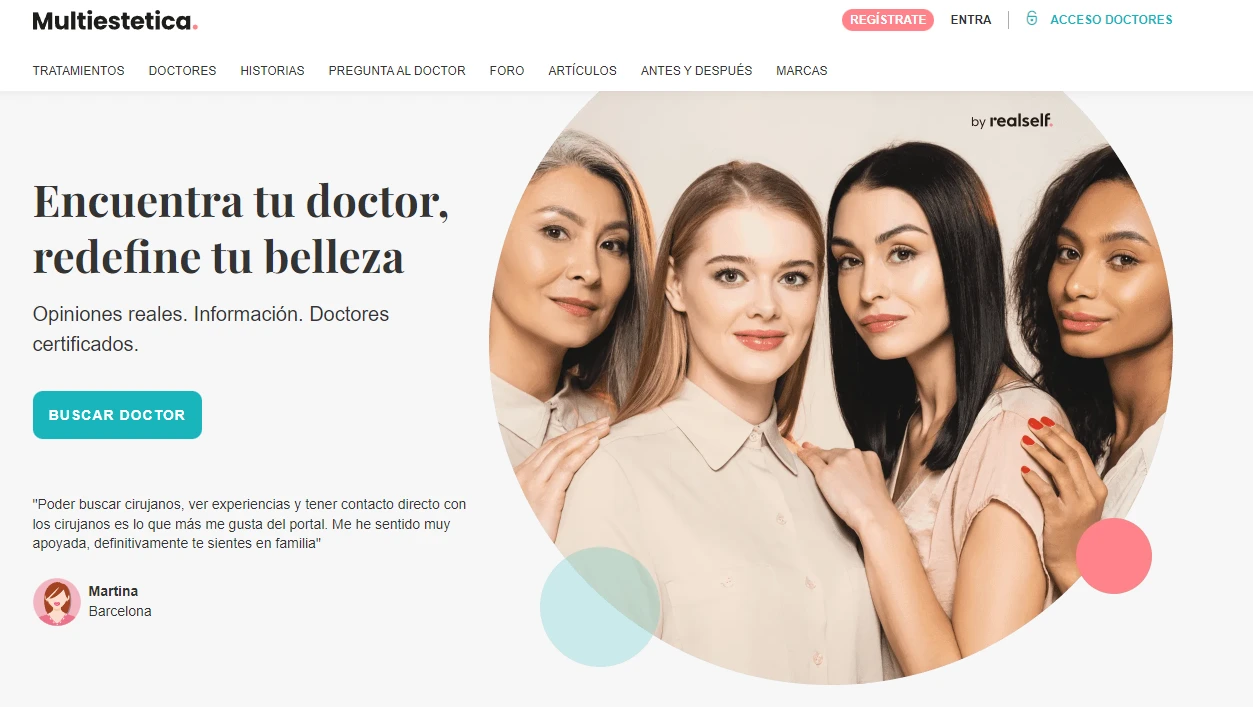 Multiestetica.
REGÍSTRATE
ENTRA
ACCESO DOCTORES
TRATAMIENTOS
DOCTORES
HISTORIAS
PREGUNTA AL DOCTOR
FORO
ARTÍCULOS
ANTES Y DESPUÉS
MARCAS
by realself.
Encuentra tu doctor,
redefine tu belleza
Opiniones reales. Información. Doctores
certificados.
BUSCAR DOCTOR
"Poder buscar cirujanos, ver experiencias y tener contacto directo con
los cirujanos es lo que más me gusta del portal. Me he sentido muy
apoyada, definitivamente te sientes en familia"
Martina
Barcelona